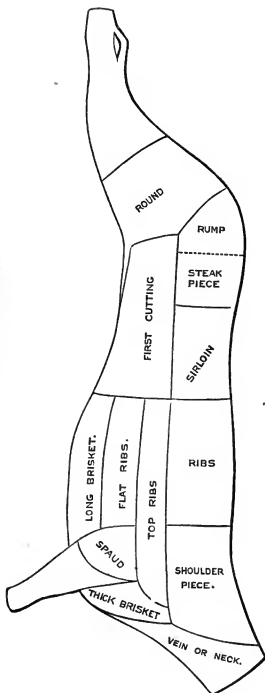 ROUND
RUMP
STEAK
PIECE
FIRST CUTTING
SIRLOIN
LONG BRISKET.
FLAT RIBS.
TOP RIBS
RIBS
SPAUD
SHOULDER
PIECE.
THICK BRISKET
VEIN OR NECK.